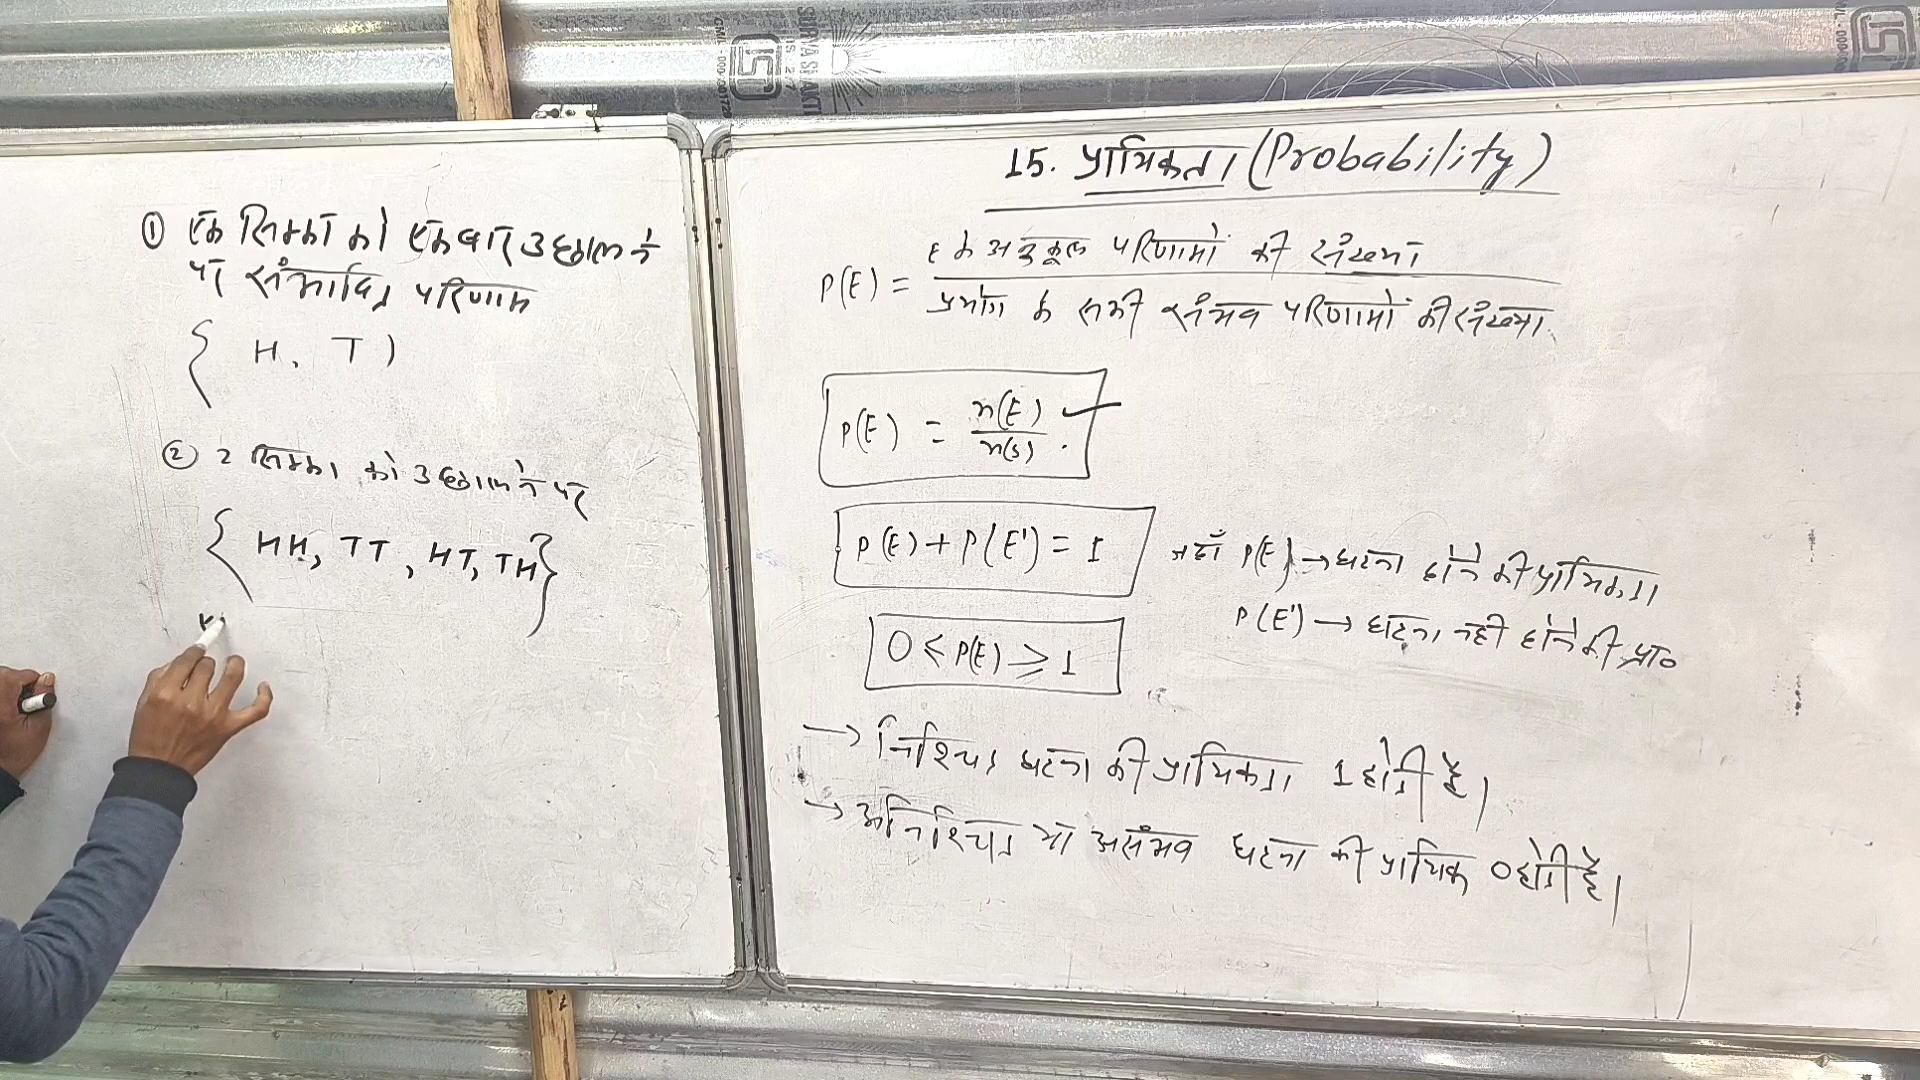 ① एक सिक्का को एक बार उछालने
पर संभावित परिणाम
{ H, T )
② 2 सिक्का को उछालने पर
{ HH, TT, HT, TH}
15. प्रायिकता (Probability)
P(E) = E के अनुकूल परिणामों की संख्या
प्रयोग के सभी संभव परिणामों की संख्या
P(E) = n(E)
n(s)
P(E) + P(E') = 1 जहाँ P(E) → घटना होने की प्रायिकता
P(E') → घटना नहीं होने की प्रा०
0 ≤ P(E) ≥ 1
→ निश्चित घटना की प्रायिकता 1 होती है।
→ अनिश्चित या असंभव घटना की प्रायिक 0 होती है।